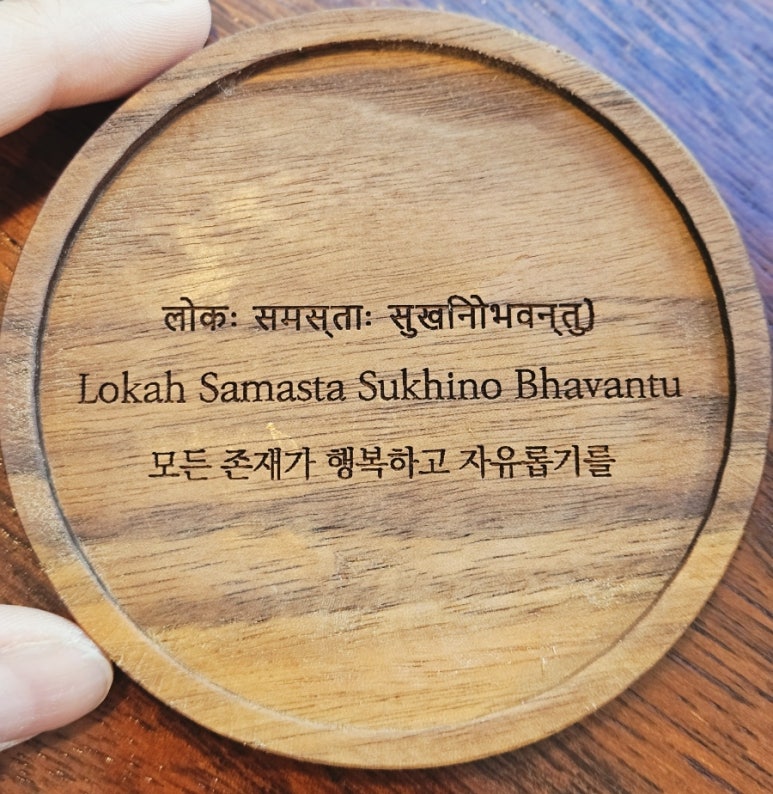 लोकः समस्ताः सुखनिोभवन्तु)
Lokah Samasta Sukhino Bhavantu
모든 존재가 행복하고 자유롭기를